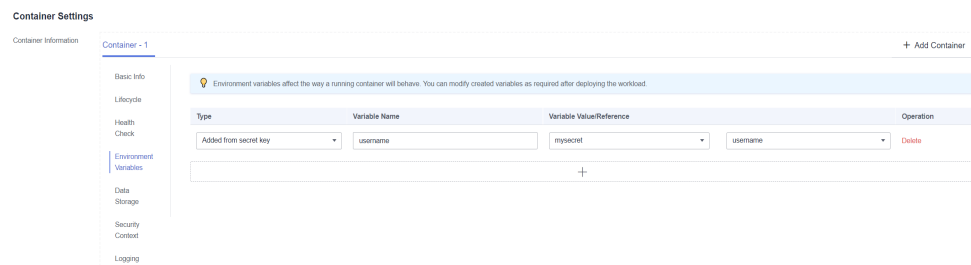 Container Settings
Container Information
Container - 1
+ Add Container
Basic Info
Lifecycle
Health
Check
Environment
Variables
Data
Storage
Security
Context
Logging
Environment variables affect the way a running container will behave. You can modify created variables as required after deploying the workload.
Type Variable Name Variable Value/Reference Operation
Added from secret key username mysecret username Delete
+